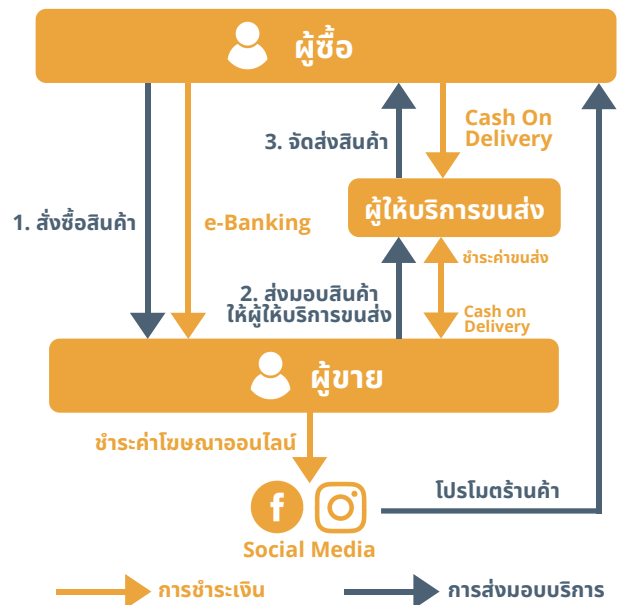 ผู้ซื้อ
3. จัดส่งสินค้า
Cash On
Delivery
ผู้ให้บริการขนส่ง
1. สั่งซื้อสินค้า
e-Banking
ชำระค่าขนส่ง
2. ส่งมอบสินค้า
ให้ผู้ให้บริการขนส่ง
Cash on
Delivery
ผู้ขาย
ชำระค่าโฆษณาออนไลน์
โปรโมตร้านค้า
Social Media
การชำระเงิน
การส่งมอบบริการ